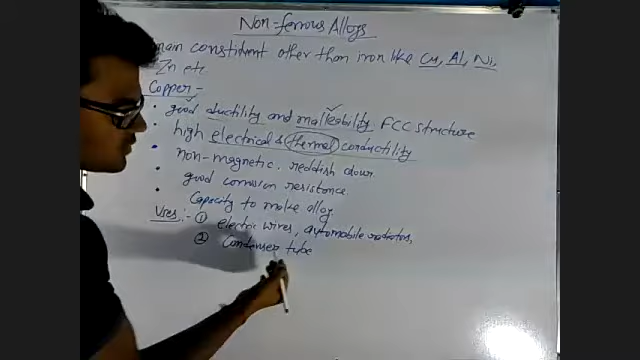 Non-ferrous Alloys
main constituent other than iron like Cu, Al, Ni,
Zn etc
Copper:-
• good ductility and malleability FCC structure
• high electrical & thermal conductility
• non-magnetic, reddish
• good corrosion resistance
• Capacity to make alloy.
Uses:- ① electric wires, automobile radiators,
② Condenser tube